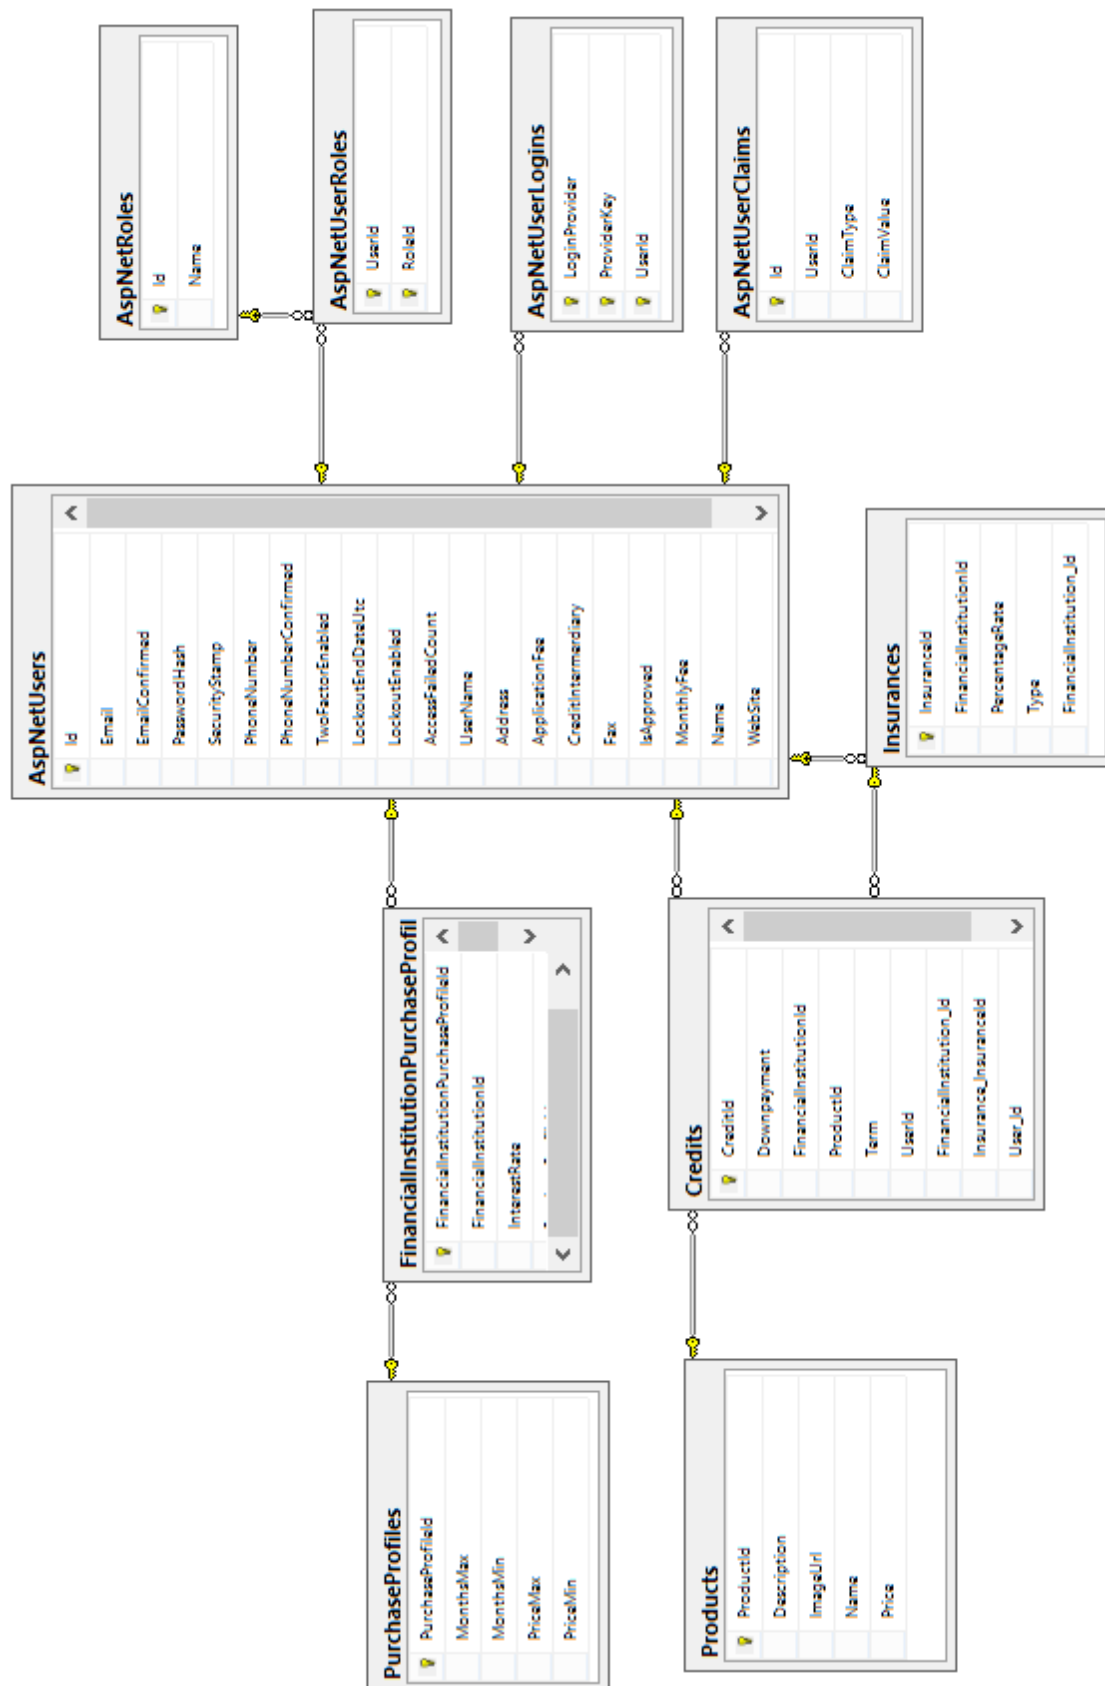 PurchaseProfiles
PurchaseProfileId
MonthsMax
MonthsMin
PriceMax
PriceMin
Products
ProductId
Description
ImageUrl
Name
Price
FinancialInstitutionPurchaseProfil
FinancialInstitutionPurchaseProfileId
FinancialInstitutionId
InterestRate
Credits
CreditId
Downpayment
FinancialInstitutionId
ProductId
Term
UserId
FinancialInstitution_Id
Insurance_InsuranceId
User_Id
AspNetUsers
Id
Email
EmailConfirmed
PasswordHash
SecurityStamp
PhoneNumber
PhoneNumberConfirmed
TwoFactorEnabled
LockoutEndDateUtc
LockoutEnabled
AccessFailedCount
UserName
Address
ApplicationFee
CreditIntermerdiary
Fax
IsApproved
MonthlyFee
Name
WebSite
Insurances
InsuranceId
FinancialInstitutionId
PercentageRate
Type
FinancialInstitution_Id
AspNetRoles
Id
Name
AspNetUserRoles
UserId
RoleId
AspNetUserLogins
LoginProvider
ProviderKey
UserId
AspNetUserClaims
Id
UserId
ClaimType
ClaimValue